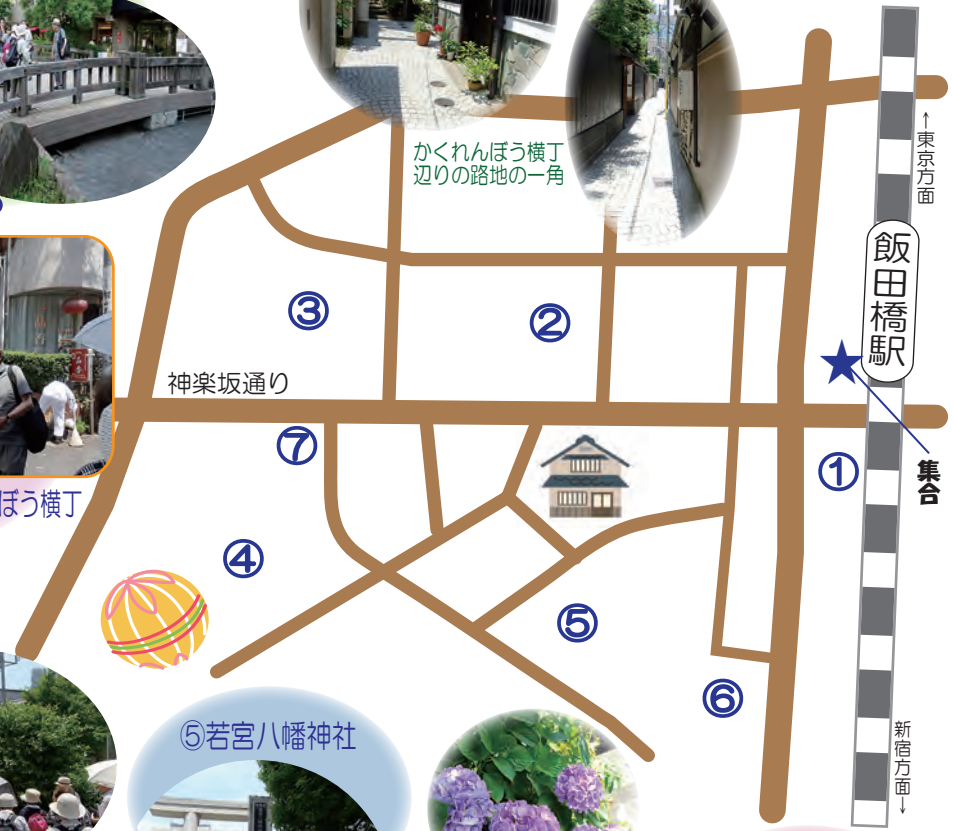 かくれんぼう横丁
辺りの路地の一角
↑東京方面
飯田橋駅
③
②
神楽坂通り
⑦
①
集合
ぼう横丁
④
⑤
⑥
⑤若宮八幡神社
新宿方面↓